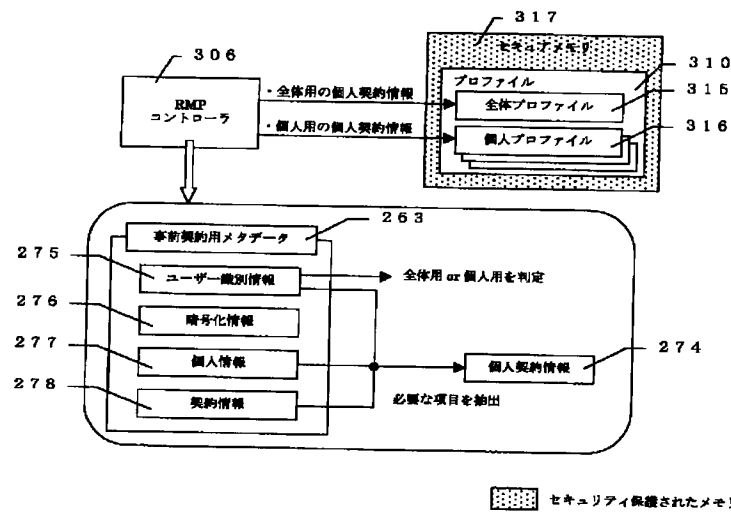 317
306
セキュアメモリ
310
プロファイル
RMP
コントローラ
・全体用の個人契約情報
全体プロファイル
315
・個人用の個人契約情報
個人プロファイル
316
263
事前契約用メタデータ
275
ユーザー識別情報
全体用 or 個人用を判定
276
暗号化情報
277
個人情報
個人契約情報
274
278
契約情報
必要な項目を抽出
セキュリティ保護されたメモリ